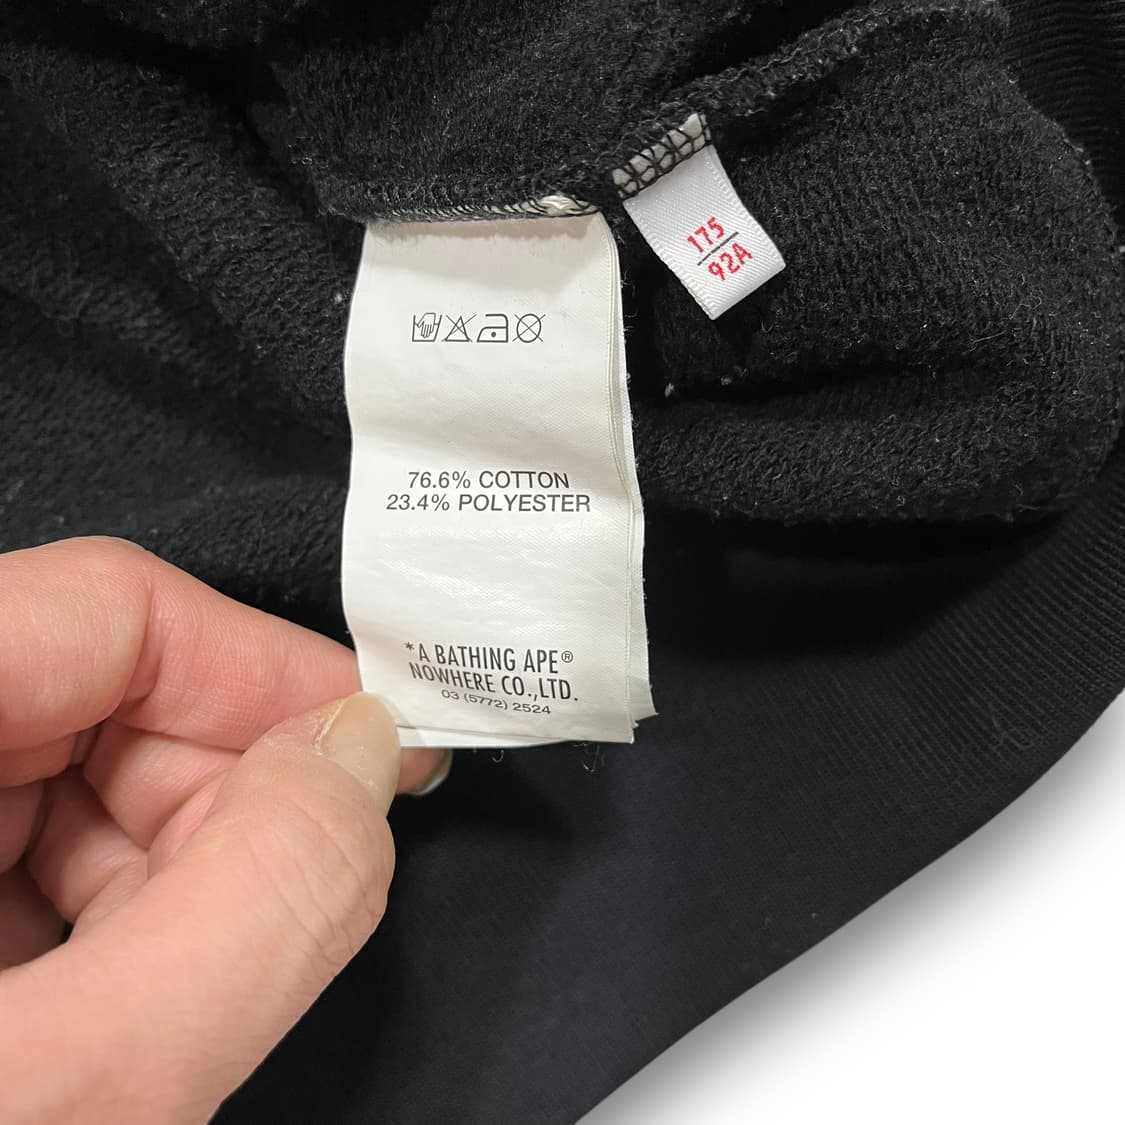 175
92A
76.6% COTTON
23.4% POLYESTER
*A BATHING APE®
NOWHERE CO.,LTD.
03 (5772) 2524